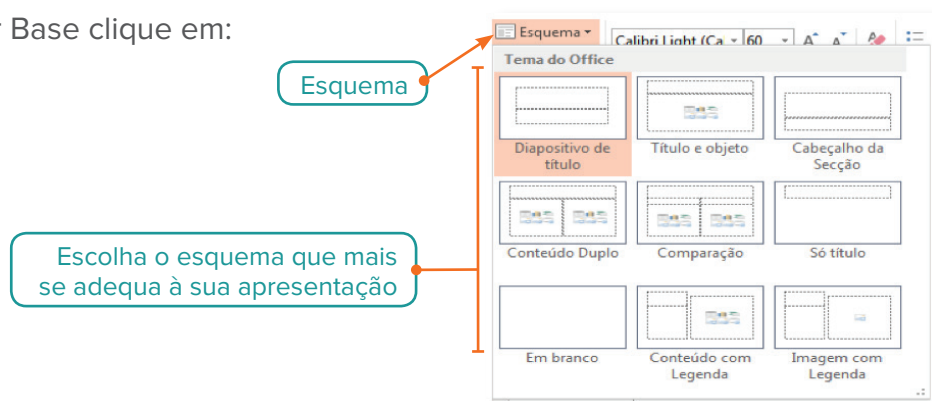 Base clique em:
Esquema
Calibri Light (Ca
60
Tema do Office
Esquema
Diapositivo de
título
Título e objeto
Cabeçalho da
Secção
Conteúdo Duplo
Comparação
Só título
Escolha o esquema que mais
se adequa à sua apresentação
Em branco
Conteúdo com
Legenda
Imagem com
Legenda